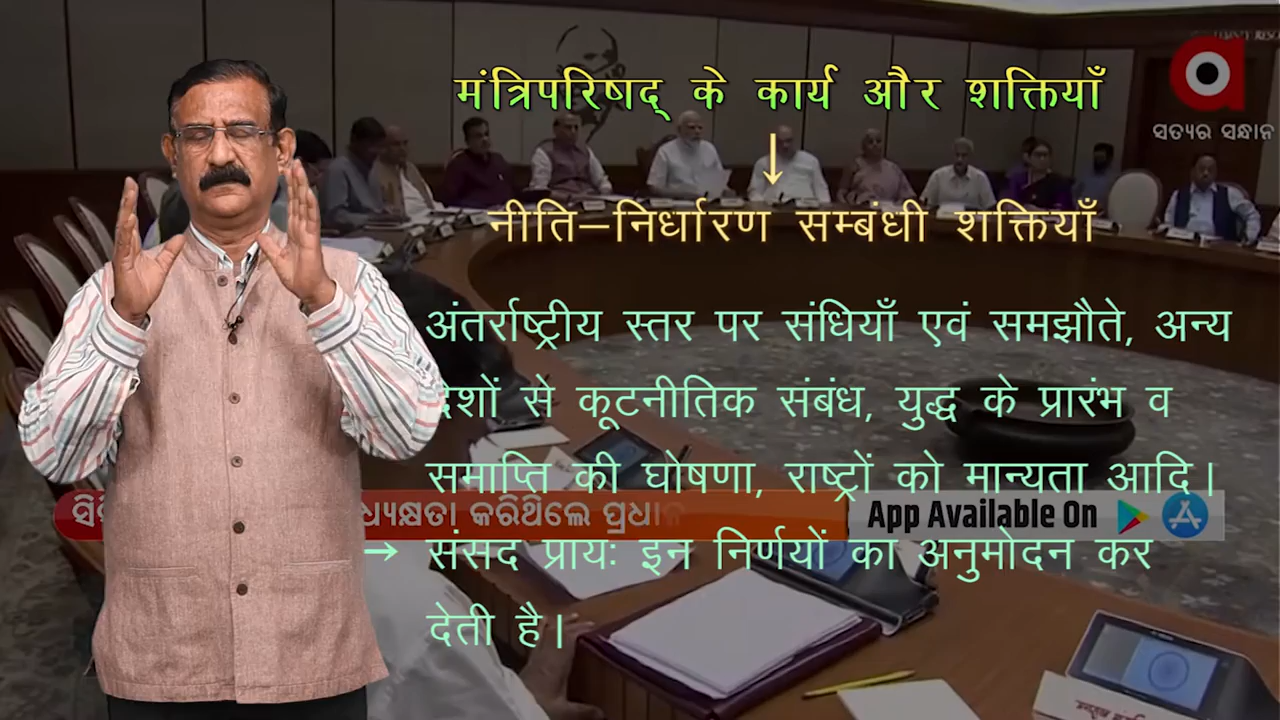 मंत्रिपरिषद् के कार्य और शक्तियाँ
ସତ୍ୟର ସନ୍ଧାନ
↓
नीति–निर्धारण सम्बंधी शक्तियाँ
अंतर्राष्ट्रीय स्तर पर संधियाँ एवं समझौते, अन्य
देशों से कूटनीतिक संबंध, युद्ध के प्रारंभ व
समाप्ति की घोषणा, राष्ट्रों को मान्यता आदि।
କରିଥିଲେ App Available On
→ संसद प्रायः इन निर्णयों का अनुमोदन कर
देती है।